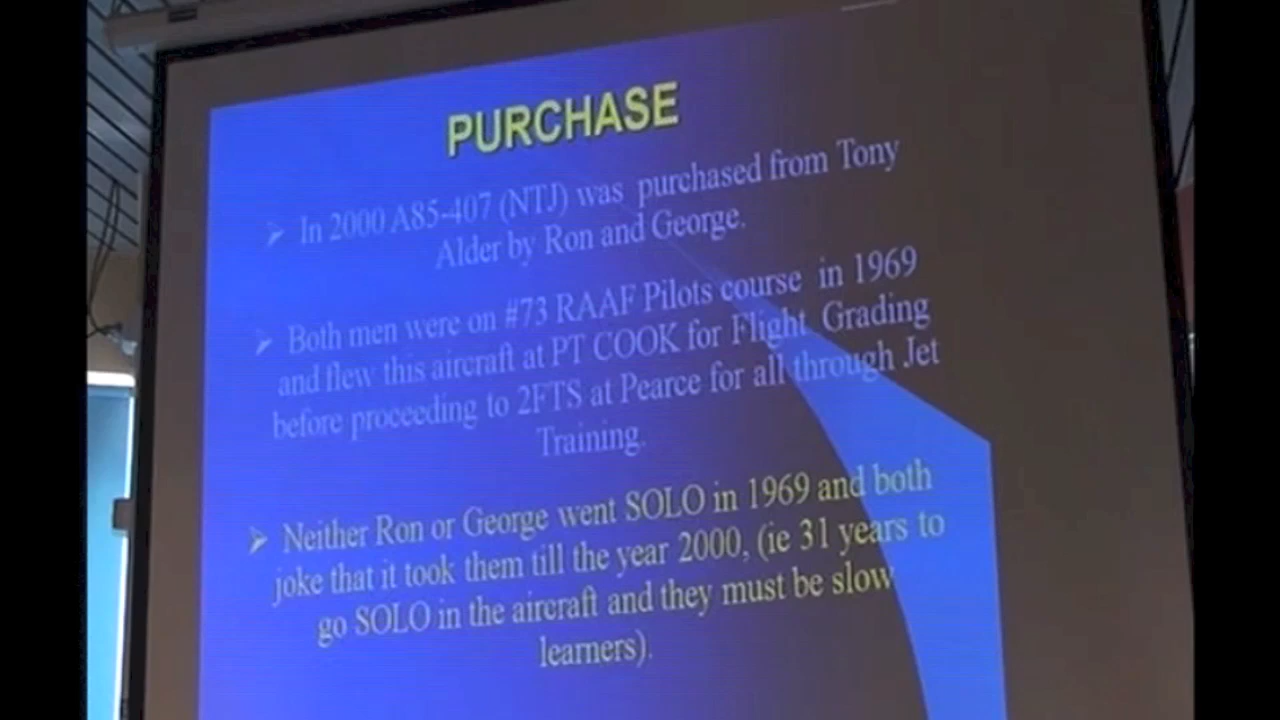 PURCHASE
➢ In 2000 A85-407 (NTJ) was purchased from Tony
Alder by Ron and George.
➢ Both men were on #73 RAAF Pilots course in 1969
and flew this aircraft at PT COOK for Flight Grading
before proceeding to 2FTS at Pearce for all through Jet
Training.
➢ Neither Ron or George went SOLO in 1969 and both
joke that it took them till the year 2000, (ie 31 years to
go SOLO in the aircraft and they must be slow
learners).